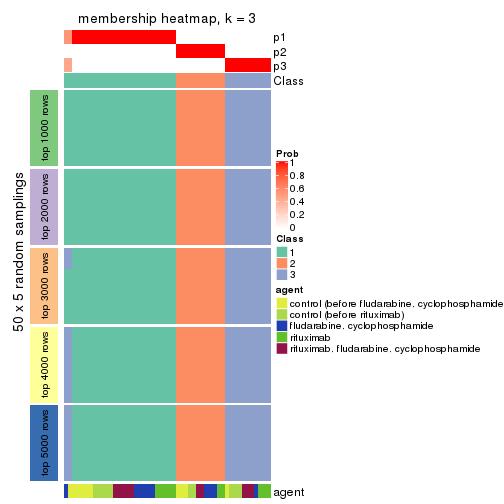 membership heatmap, k = 3
p1
p2
p3
Class
50 x 5 random samplings
top 1000 rows
top 2000 rows
top 3000 rows
top 4000 rows
top 5000 rows
Prob
1
0.8
0.6
0.4
0.2
0
Class
1
2
3
agent
control (before fludarabine. cyclophosphamide
control (before rituximab)
fludarabine. cyclophosphamide
rituximab
rituximab. fludarabine. cyclophosphamide
agent